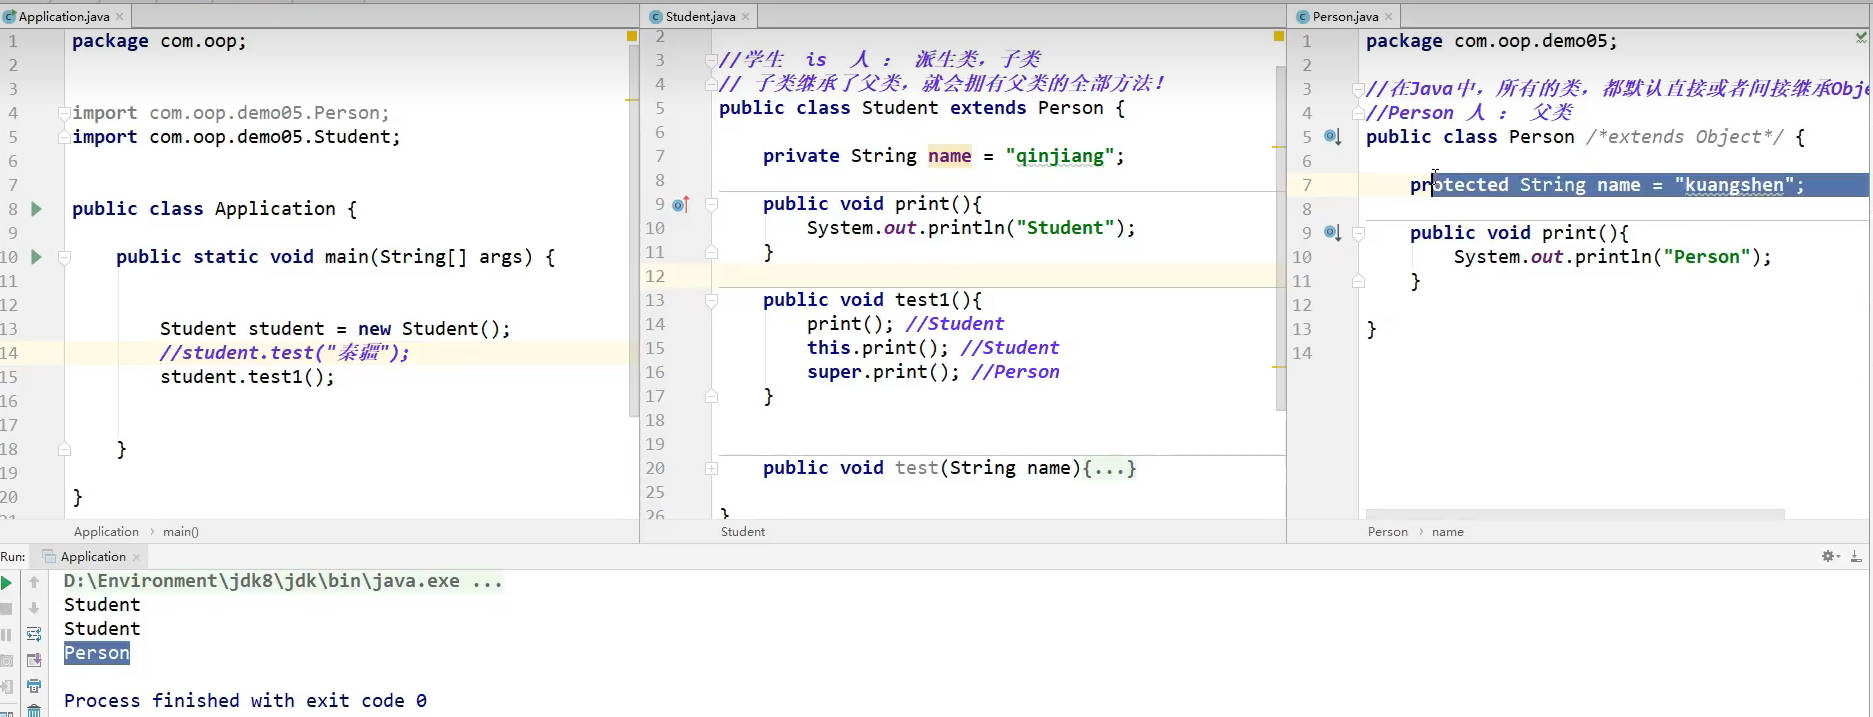 Application.java
1 package com.oop;
2
3
4 import com.oop.demo05.Person;
5 import com.oop.demo05.Student;
6
7
8 public class Application {
9
10 public static void main(String[] args) {
11
12
13 Student student = new Student();
14 //student.test("秦疆");
15 student.test1();
16
17
18 }
19
20 }
Application › main()
Student.java
2
3 //学生 is 人 : 派生类, 子类
4 // 子类继承了父类, 就会拥有父类的全部方法!
5 public class Student extends Person {
6
7 private String name = "qinjiang";
8
9 public void print(){
10 System.out.println("Student");
11 }
12
13 public void test1(){
14 print(); //Student
15 this.print(); //Student
16 super.print(); //Person
17 }
18
19
20 public void test(String name){...}
25
26 }
Student
Person.java
1 package com.oop.demo05;
2
3 //在Java中, 所有的类, 都默认直接或者间接继承Obje
4 //Person 人 : 父类
5 public class Person /*extends Object*/ {
6
7 protected String name = "kuangshen";
8
9 public void print(){
10 System.out.println("Person");
11 }
12
13 }
14
Person › name
Run: Application
D:\Environment\jdk8\jdk\bin\java.exe ...
Student
Student
Person
Process finished with exit code 0